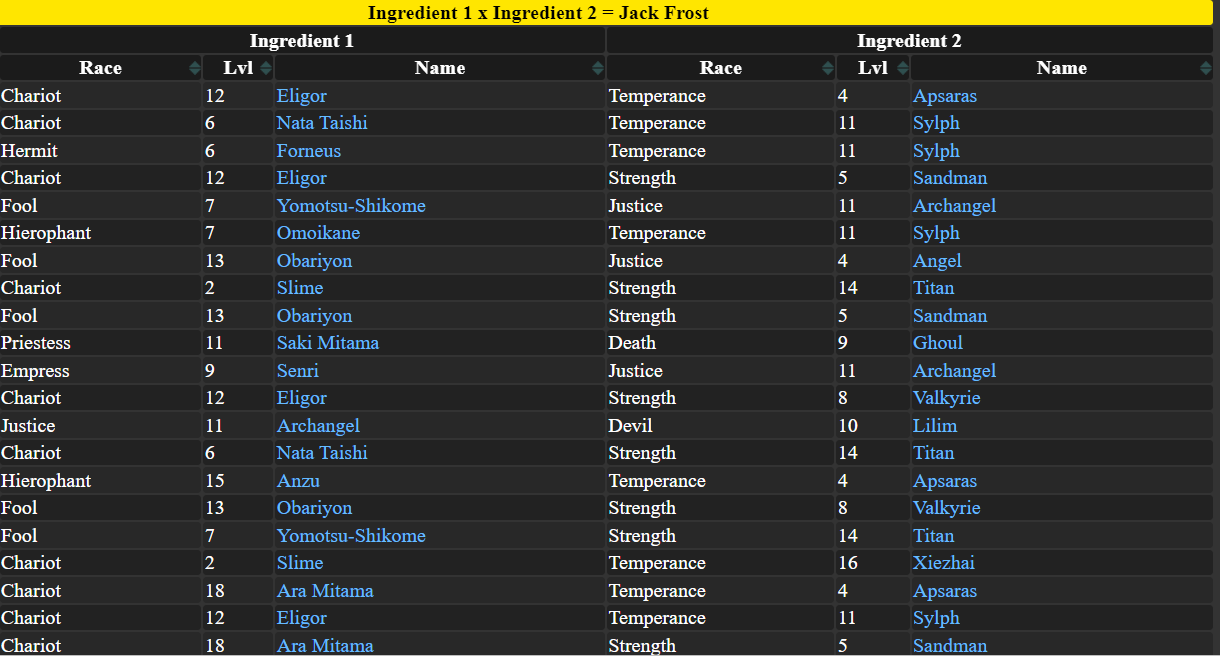 Ingredient 1 x Ingredient 2 = Jack Frost
Ingredient 1 Ingredient 2
Race Lvl Name Race Lvl Name
Chariot 12 Eligor Temperance 4 Apsaras
Chariot 6 Nata Taishi Temperance 11 Sylph
Hermit 6 Forneus Temperance 11 Sylph
Chariot 12 Eligor Strength 5 Sandman
Fool 7 Yomotsu-Shikome Justice 11 Archangel
Hierophant 7 Omoikane Temperance 11 Sylph
Fool 13 Obariyon Justice 4 Angel
Chariot 2 Slime Strength 14 Titan
Fool 13 Obariyon Strength 5 Sandman
Priestess 11 Saki Mitama Death 9 Ghoul
Empress 9 Senri Justice 11 Archangel
Chariot 12 Eligor Strength 8 Valkyrie
Justice 11 Archangel Devil 10 Lilim
Chariot 6 Nata Taishi Strength 14 Titan
Hierophant 15 Anzu Temperance 4 Apsaras
Fool 13 Obariyon Strength 8 Valkyrie
Fool 7 Yomotsu-Shikome Strength 14 Titan
Chariot 2 Slime Temperance 16 Xiezhai
Chariot 18 Ara Mitama Temperance 4 Apsaras
Chariot 12 Eligor Temperance 11 Sylph
Chariot 18 Ara Mitama Strength 5 Sandman